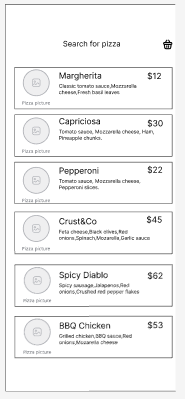 Search for pizza
Margherita $12
Classic tomato sauce,Mozzarella
cheese,Fresh basil leaves
Pizza picture
Capriciosa $30
Tomato sauce, Mozzarella cheese, Ham,
Pineapple chunks.
Pizza picture
Pepperoni $22
Tomato sauce, Mozzarella cheese,
Pepperoni slices.
Pizza picture
Crust&Co $45
Feta cheese,Black olives,Red
onions,Spinach,Mozarella,Garlic sauce
Pizza picture
Spicy Diablo $62
Spicy sausage,Jalapenos,Red
onions,Crushed red pepper flakes
Pizza picture
BBQ Chicken $53
Grilled chicken,BBQ sauce,Red
onions,Mozarella cheese
Pizza picture